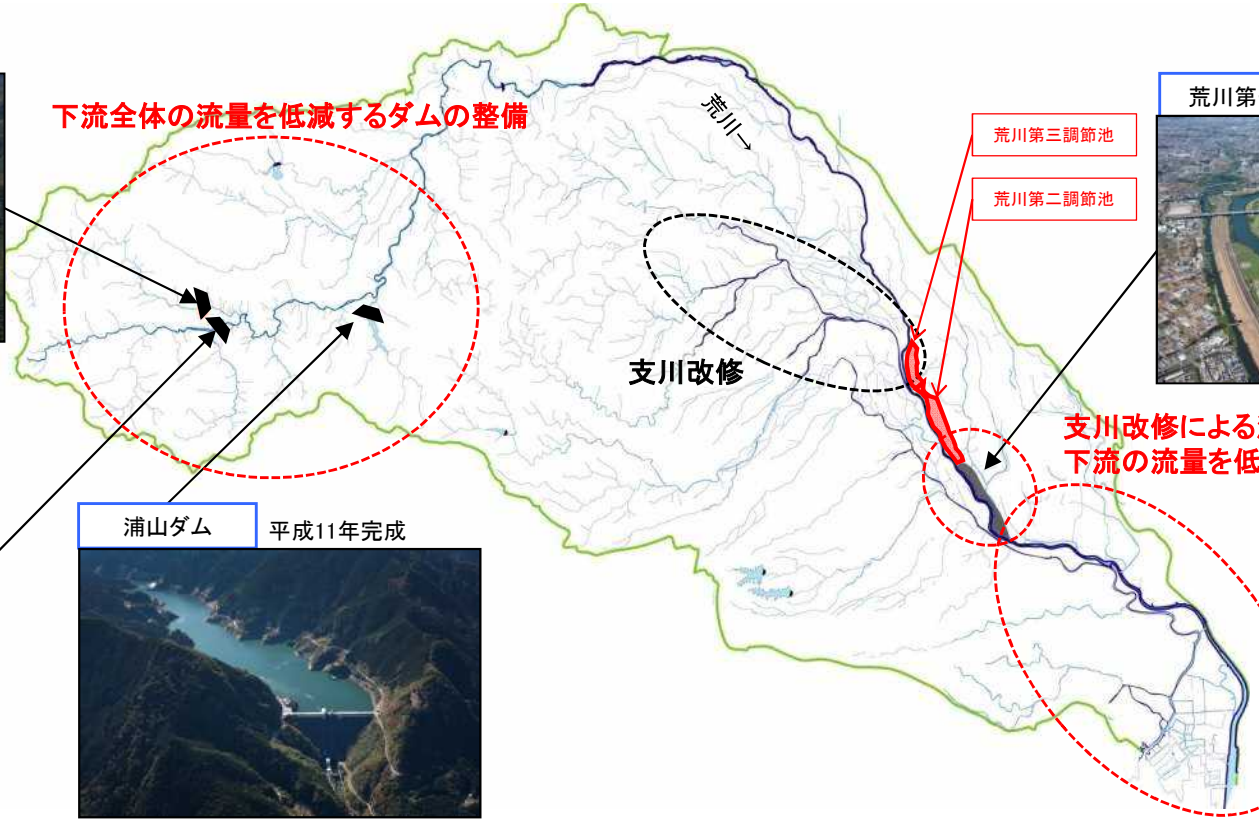 下流全体の流量を低減するダムの整備
荒川→
荒川第
荒川第三調節池
荒川第二調節池
支川改修
支川改修による
下流の流量を低
浦山ダム
平成11年完成